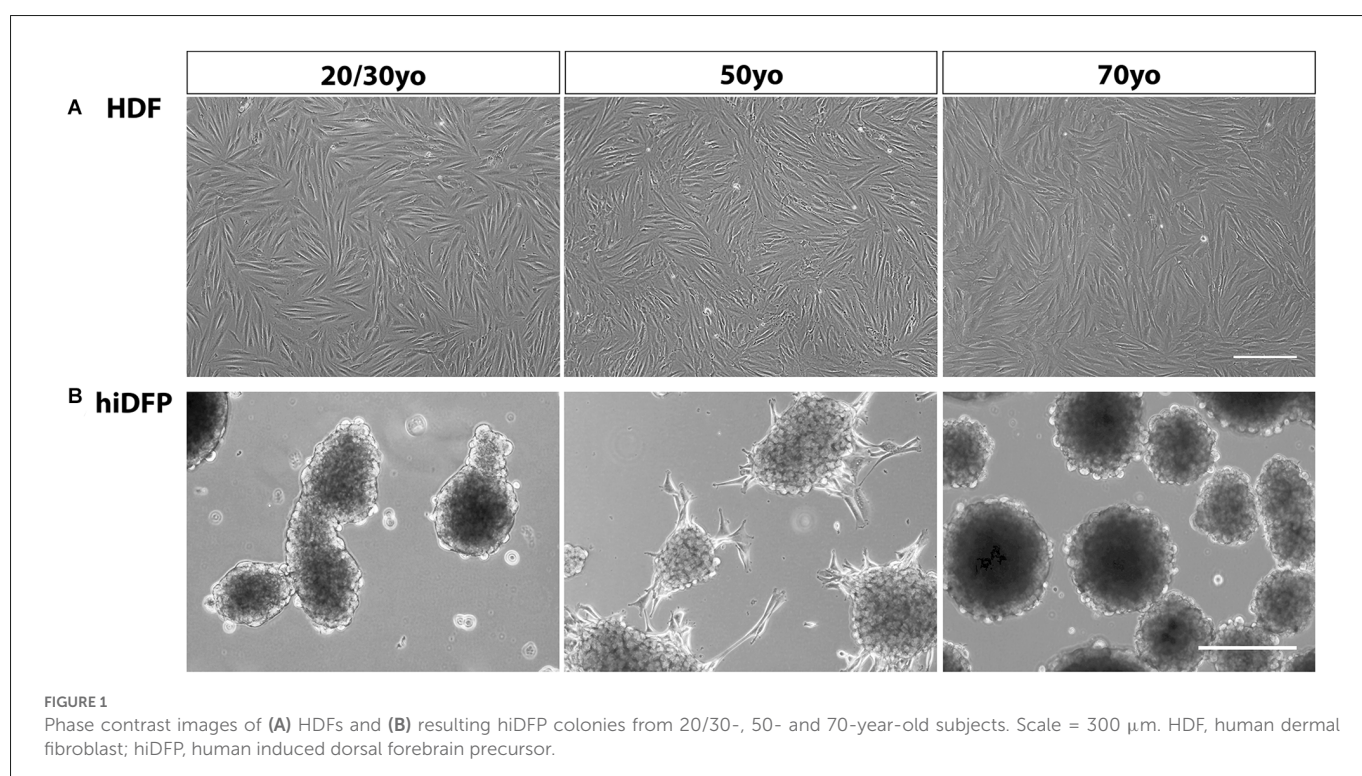 20/30yo 50yo 70yo
A HDF
B hiDFP
FIGURE 1
Phase contrast images of (A) HDFs and (B) resulting hiDFP colonies from 20/30-, 50- and 70-year-old subjects. Scale = 300 μm. HDF, human dermal
fibroblast; hiDFP, human induced dorsal forebrain precursor.